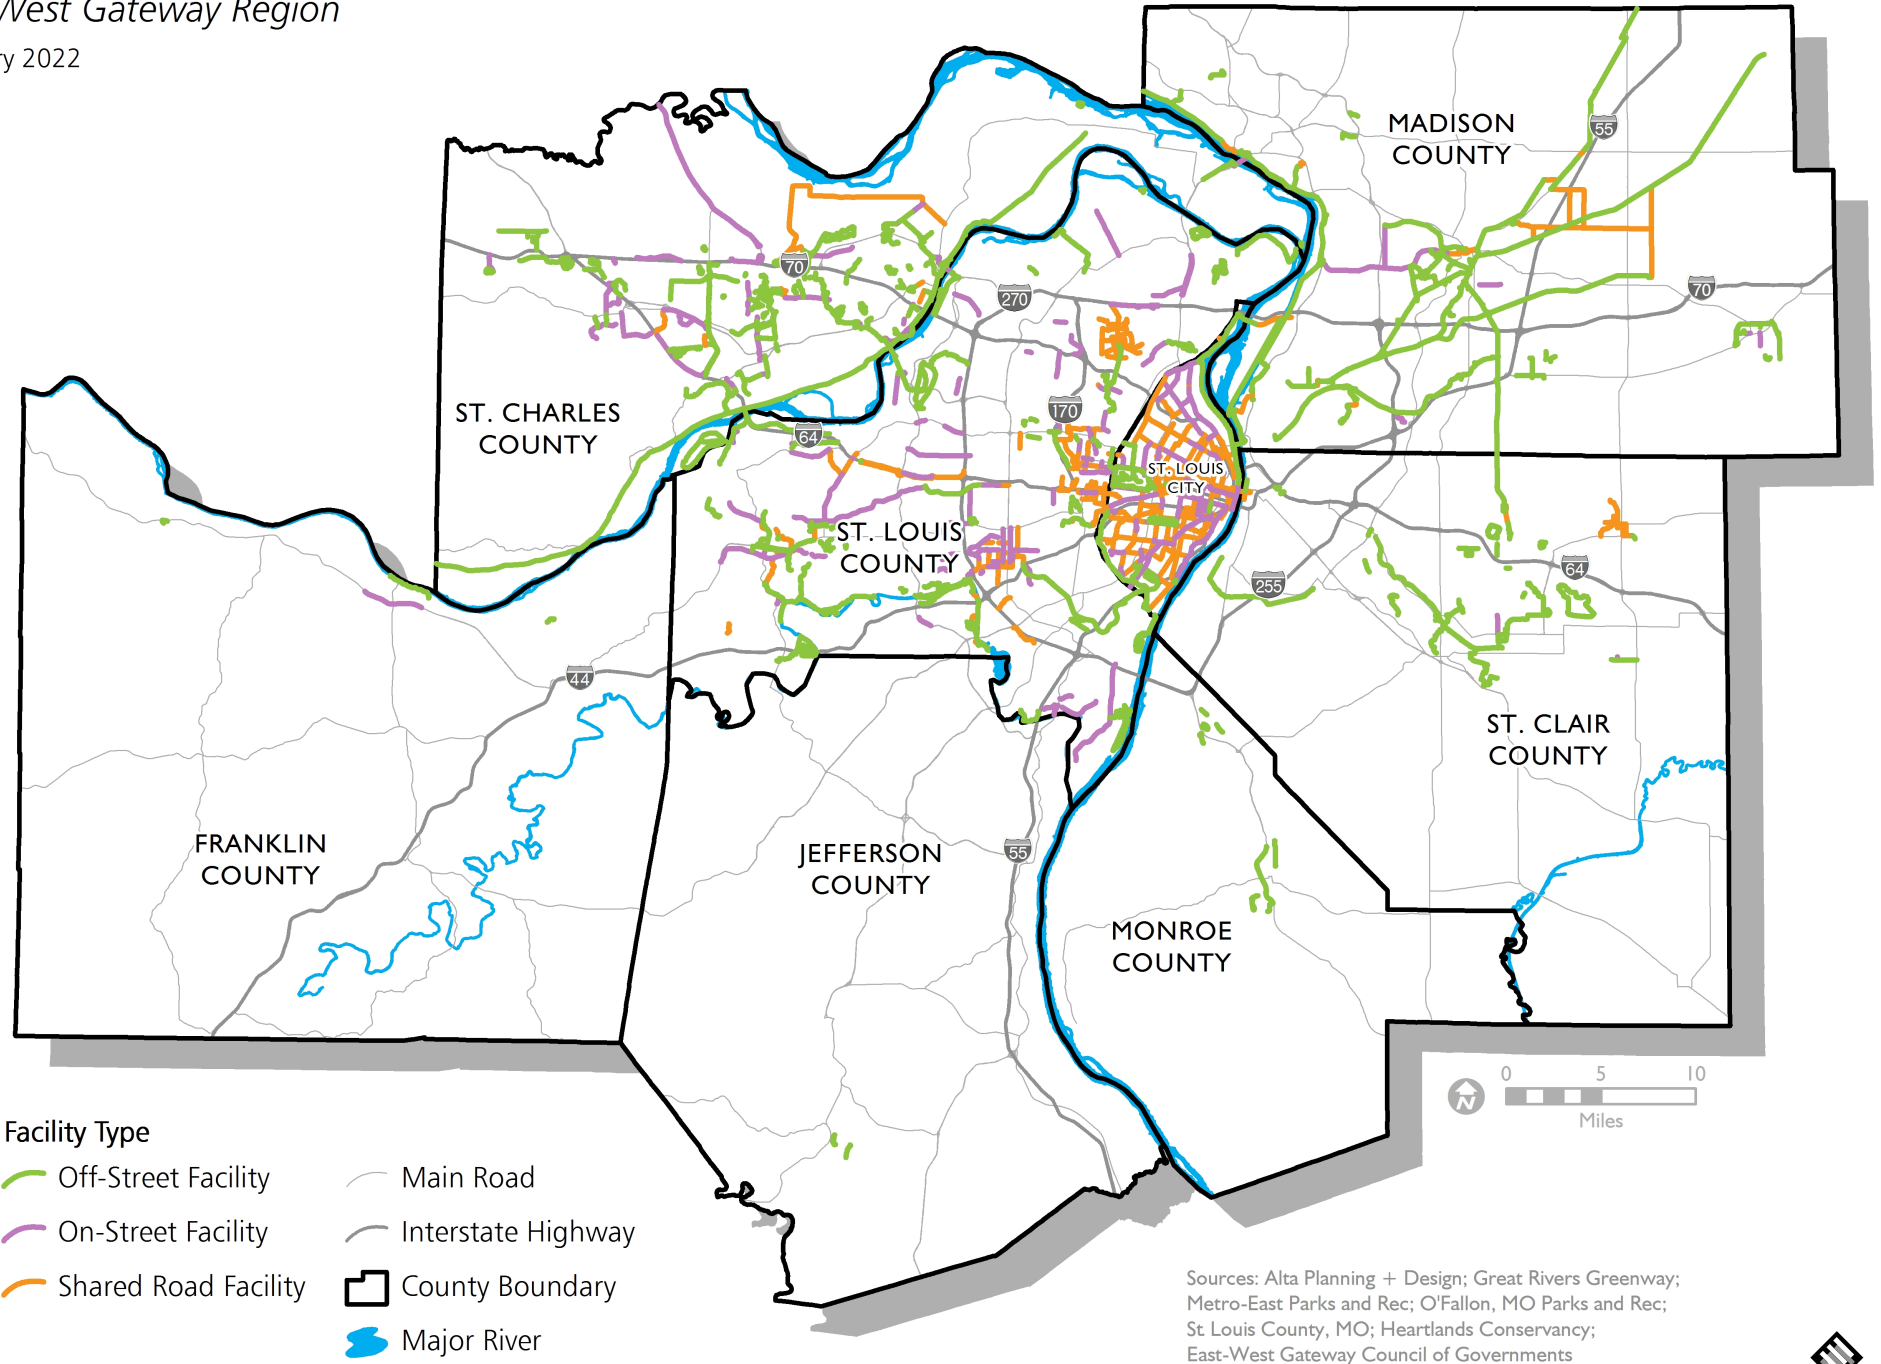 West Gateway Region
ry 2022
MADISON
COUNTY
55
70
270
70
ST. CHARLES
COUNTY
170
64
ST. LOUIS
CITY
ST. LOUIS
COUNTY
255
64
44
ST. CLAIR
COUNTY
FRANKLIN
COUNTY
JEFFERSON
COUNTY
55
MONROE
COUNTY
0 5 10
N
Miles
Facility Type
Off-Street Facility
On-Street Facility
Shared Road Facility
Main Road
Interstate Highway
County Boundary
Major River
Sources: Alta Planning + Design; Great Rivers Greenway;
Metro-East Parks and Rec; O'Fallon, MO Parks and Rec;
St Louis County, MO; Heartlands Conservancy;
East-West Gateway Council of Governments